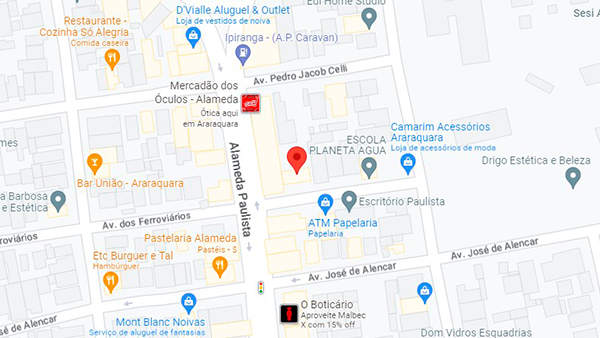 D'Vialle Aluguel & Outlet
Loja de vestidos de noiva
Edi Home Studio
Sesi A
Restaurante -
Cozinha Só Alegria
Comida caseira
Ipiranga - (A.P. Caravan)
Av. Pedro Jacob Celli
Mercadão dos
Óculos - Alameda
Ótica aqui
em Araraquara
Camarim Acessórios
Araraquara
Loja de acessórios de moda
ESCOLA
PLANETA AGUA
Drigo Estética e Beleza
Bar União - Araraquara
Alameda Paulista
Barbosa
e Estética
Escritório Paulista
Av. dos Ferroviários
ATM Papelaria
Papelaria
Pastelaria Alameda
Pastéis - $
Etc Burguer e Tal
Hambúrguer
Av. José de Alencar
Av. José de Alencar
O Boticário
Aproveite Malbec
X com 15% off
de Alencar
Mont Blanc Noivas
Serviço de aluguel de fantasias
Dom Vidros Esquadrias